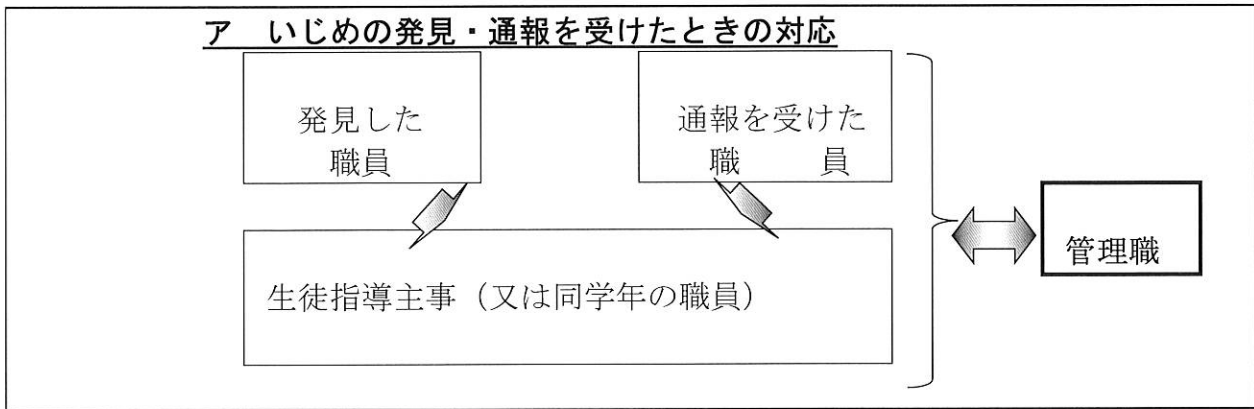 ア　いじめの発見・通報を受けたときの対応
発見した
職員
通報を受けた
職　　員
管理職
生徒指導主事（又は同学年の職員）